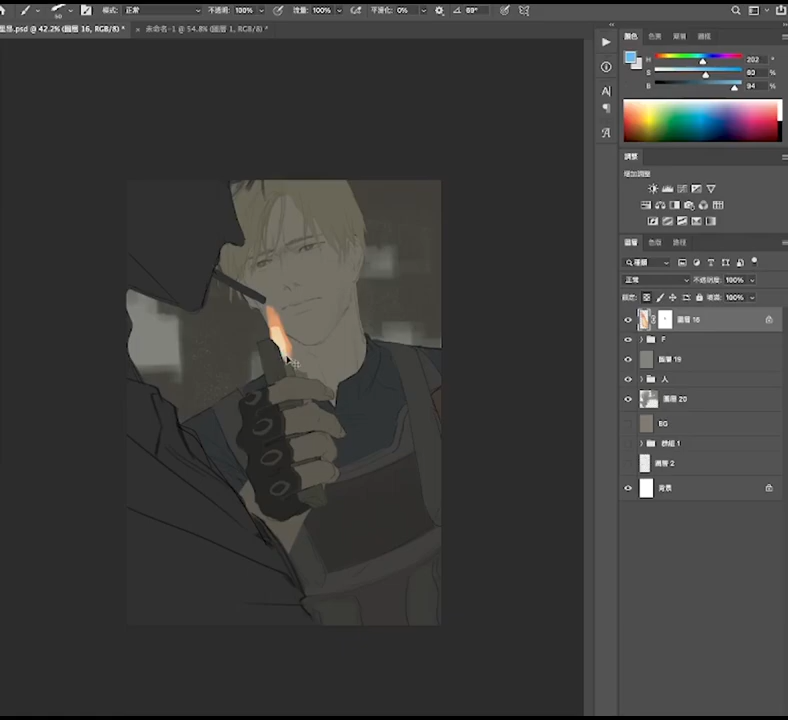 50 模式: 正常 不透明: 100% 流量: 100% 平滑化: 0% 89°
.psd @ 42.2% (圖層 16, RGB/8) * × 未命名-1 @ 54.8% (圖層 1, RGB/8) *
顏色 色票
H 202 °
S 60 %
B 94 %
調整
增加調整
圖層 色版 路徑
種類
正常 不透明度: 100%
鎖定: 填滿: 100%
圖層 16
F
圖層 19
人
圖層 20
BG
群組 1
圖層 2
背景